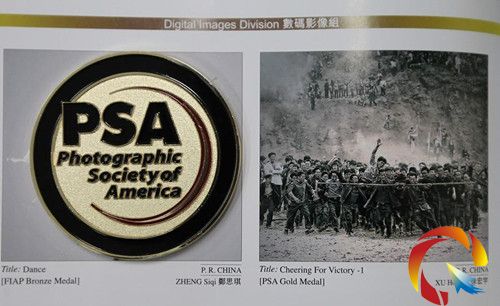 Digital Images Division 數碼影像組
PSA
Photographic
Society of
America
Title: Dance
P. R. CHINA
[FIAP Bronze Medal]
ZHENG Siqi 鄭思琪
Title: Cheering For Victory -1
P. R. CHINA
[PSA Gold Medal]
XU